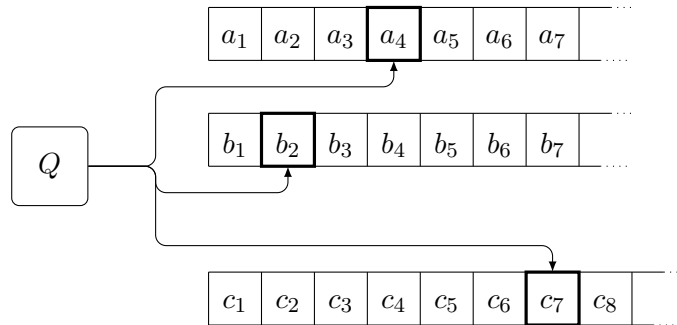 a₁ a₂ a₃ a₄ a₅ a₆ a₇
Q
b₁ b₂ b₃ b₄ b₅ b₆ b₇
c₁ c₂ c₃ c₄ c₅ c₆ c₇ c₈